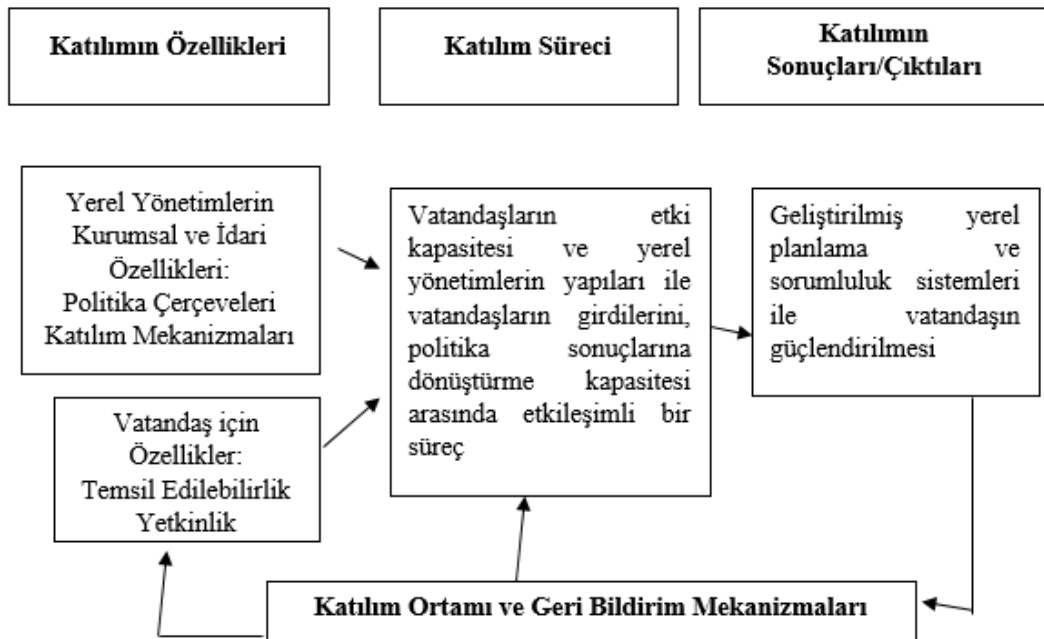 Katılımın Özellikleri
Katılım Süreci
Katılımın
Sonuçları/Çıktıları
Yerel Yönetimlerin
Kurumsal ve İdari
Özellikleri:
Politika Çerçeveleri
Katılım Mekanizmaları
Vatandaş için
Özellikler:
Temsil Edilebilirlik
Yetkinlik
Vatandaşların etki
kapasitesi ve yerel
yönetimlerin yapıları ile
vatandaşların girdilerini,
politika sonuçlarına
dönüştürme kapasitesi
arasında etkileşimli bir
süreç
Geliştirilmiş yerel
planlama ve
sorumluluk sistemleri
ile vatandaşın
güçlendirilmesi
Katılım Ortamı ve Geri Bildirim Mekanizmaları